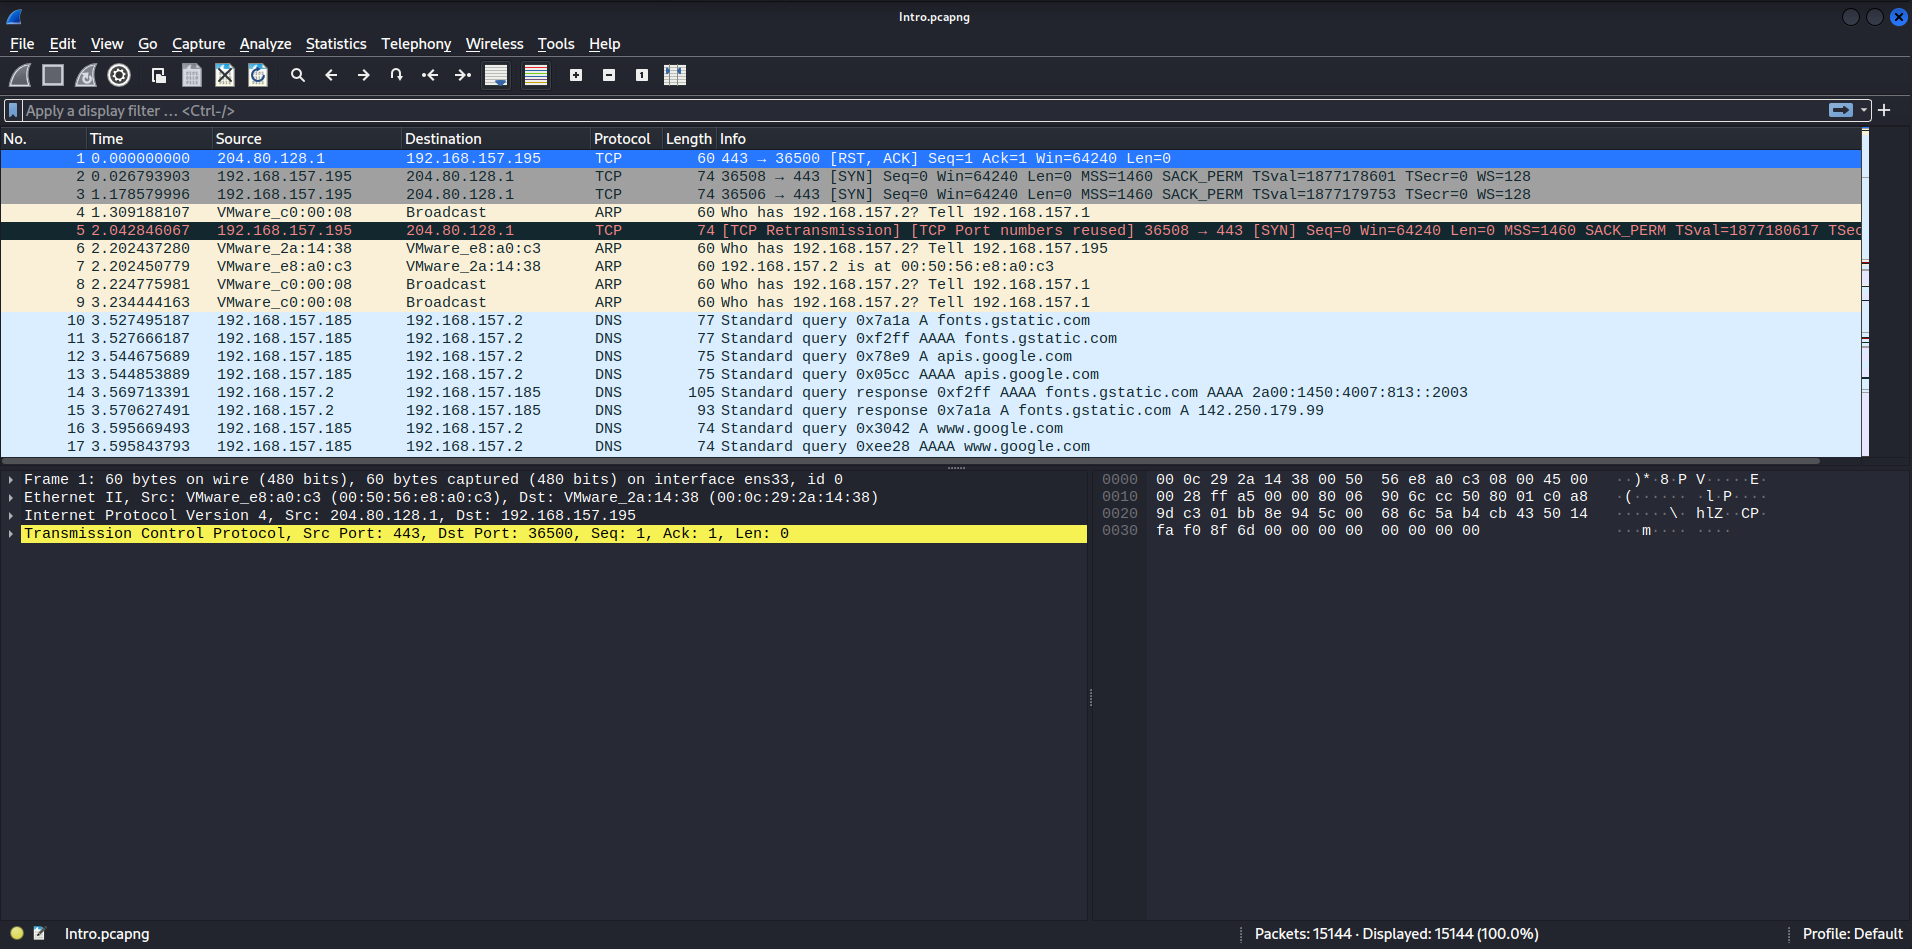 Intro.pcapng
File Edit View Go Capture Analyze Statistics Telephony Wireless Tools Help
Apply a display filter … <Ctrl-/>
No. Time Source Destination Protocol Length Info
1 0.000000000 204.80.128.1 192.168.157.195 TCP 60 443 → 36500 [RST, ACK] Seq=1 Ack=1 Win=64240 Len=0
2 0.026793903 192.168.157.195 204.80.128.1 TCP 74 36508 → 443 [SYN] Seq=0 Win=64240 Len=0 MSS=1460 SACK_PERM TSval=1877178601 TSecr=0 WS=128
3 1.178579996 192.168.157.195 204.80.128.1 TCP 74 36506 → 443 [SYN] Seq=0 Win=64240 Len=0 MSS=1460 SACK_PERM TSval=1877179753 TSecr=0 WS=128
4 1.309188107 VMware_c0:00:08 Broadcast ARP 60 Who has 192.168.157.2? Tell 192.168.157.1
5 2.042846067 192.168.157.195 204.80.128.1 TCP 74 [TCP Retransmission] [TCP Port numbers reused] 36508 → 443 [SYN] Seq=0 Win=64240 Len=0 MSS=1460 SACK_PERM TSval=1877180617 TSec
6 2.202437280 VMware_2a:14:38 VMware_e8:a0:c3 ARP 60 Who has 192.168.157.2? Tell 192.168.157.195
7 2.202450779 VMware_e8:a0:c3 VMware_2a:14:38 ARP 60 192.168.157.2 is at 00:50:56:e8:a0:c3
8 2.224775981 VMware_c0:00:08 Broadcast ARP 60 Who has 192.168.157.2? Tell 192.168.157.1
9 3.234444163 VMware_c0:00:08 Broadcast ARP 60 Who has 192.168.157.2? Tell 192.168.157.1
10 3.527495187 192.168.157.185 192.168.157.2 DNS 77 Standard query 0x7a1a A fonts.gstatic.com
11 3.527666187 192.168.157.185 192.168.157.2 DNS 77 Standard query 0xf2ff AAAA fonts.gstatic.com
12 3.544675689 192.168.157.185 192.168.157.2 DNS 75 Standard query 0x78e9 A apis.google.com
13 3.544853889 192.168.157.185 192.168.157.2 DNS 75 Standard query 0x05cc AAAA apis.google.com
14 3.569713391 192.168.157.2 192.168.157.185 DNS 105 Standard query response 0xf2ff AAAA fonts.gstatic.com AAAA 2a00:1450:4007:813::2003
15 3.570627491 192.168.157.2 192.168.157.185 DNS 93 Standard query response 0x7a1a A fonts.gstatic.com A 142.250.179.99
16 3.595669493 192.168.157.185 192.168.157.2 DNS 74 Standard query 0x3042 A www.google.com
17 3.595843793 192.168.157.185 192.168.157.2 DNS 74 Standard query 0xee28 AAAA www.google.com
Frame 1: 60 bytes on wire (480 bits), 60 bytes captured (480 bits) on interface ens33, id 0
Ethernet II, Src: VMware_e8:a0:c3 (00:50:56:e8:a0:c3), Dst: VMware_2a:14:38 (00:0c:29:2a:14:38)
Internet Protocol Version 4, Src: 204.80.128.1, Dst: 192.168.157.195
Transmission Control Protocol, Src Port: 443, Dst Port: 36500, Seq: 1, Ack: 1, Len: 0
0000 00 0c 29 2a 14 38 00 50 56 e8 a0 c3 08 00 45 00 ··)*·8·P V·····E·
0010 00 28 ff a5 00 00 80 06 90 6c cc 50 80 01 c0 a8 ·(······ ·l·P····
0020 9d c3 01 bb 8e 94 5c 00 68 6c 5a b4 cb 43 50 14 ······\· hlZ··CP·
0030 fa f0 8f 6d 00 00 00 00 00 00 00 00 ···m···· ····
Intro.pcapng
Packets: 15144 · Displayed: 15144 (100.0%)
Profile: Default